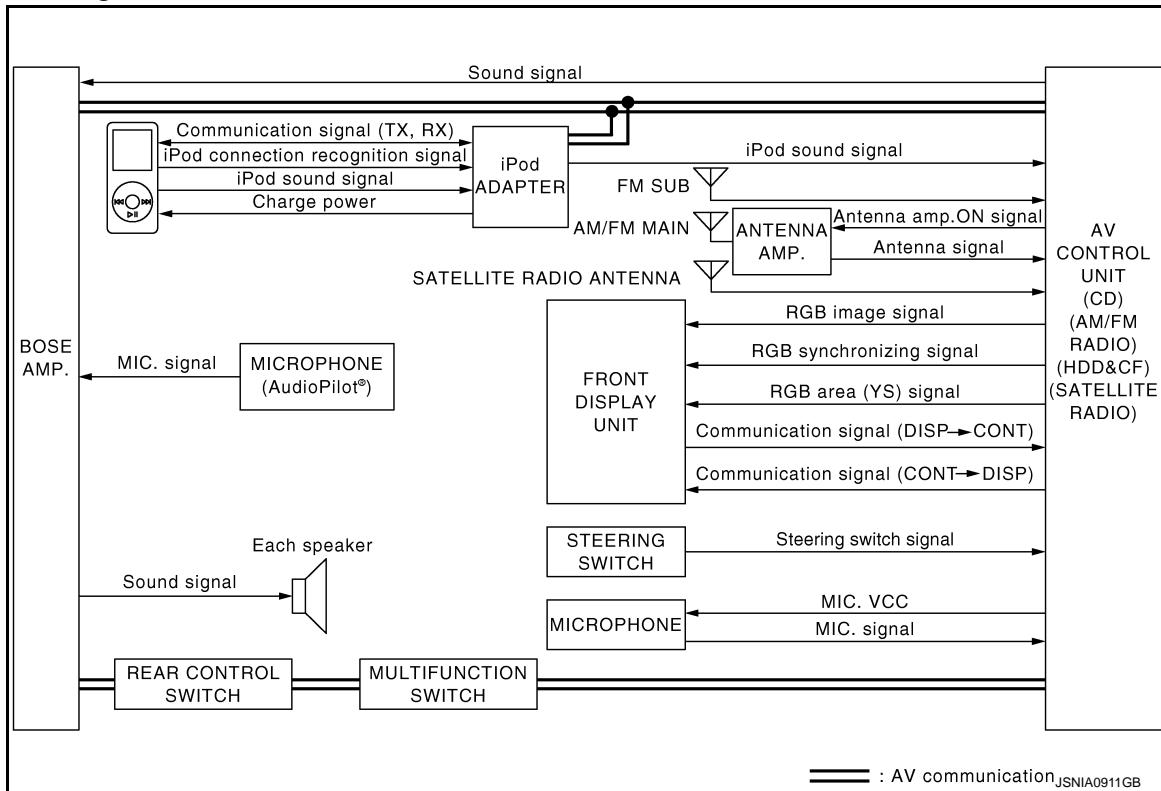 Sound signal
Communication signal (TX, RX)
iPod connection recognition signal
iPod sound signal
Charge power
iPod
ADAPTER
iPod sound signal
FM SUB
AM/FM MAIN
ANTENNA
AMP.
Antenna amp.ON signal
Antenna signal
SATELLITE RADIO ANTENNA
BOSE
AMP.
MIC. signal
MICROPHONE
(AudioPilot®)
FRONT
DISPLAY
UNIT
RGB image signal
RGB synchronizing signal
RGB area (YS) signal
Communication signal (DISP→CONT)
Communication signal (CONT→DISP)
AV
CONTROL
UNIT
(CD)
(AM/FM
RADIO)
(HDD&CF)
(SATELLITE
RADIO)
Each speaker
Sound signal
STEERING
SWITCH
Steering switch signal
MICROPHONE
MIC. VCC
MIC. signal
REAR CONTROL
SWITCH
MULTIFUNCTION
SWITCH
: AV communication
JSNIA0911GB